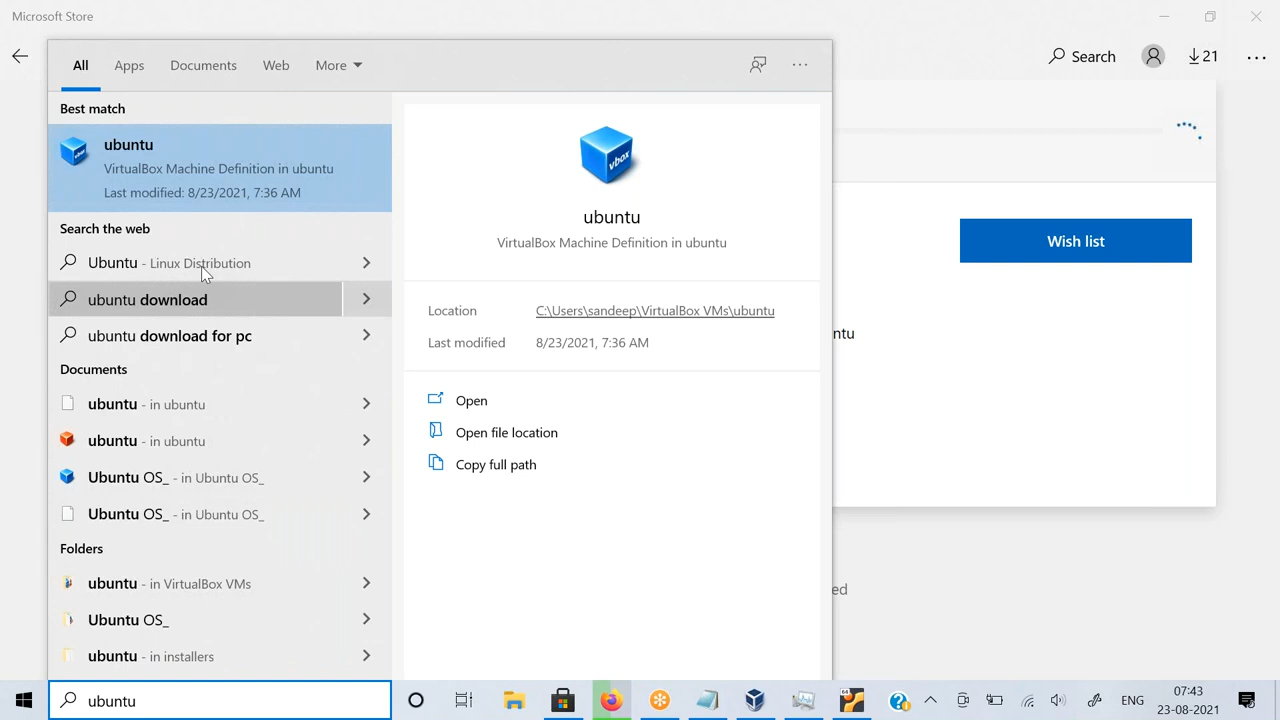 Microsoft Store
Search
21
All
Apps
Documents
Web
More
Best match
ubuntu
VirtualBox Machine Definition in ubuntu
Last modified: 8/23/2021, 7:36 AM
Search the web
Ubuntu - Linux Distribution
ubuntu download
ubuntu download for pc
Documents
ubuntu - in ubuntu
ubuntu - in ubuntu
Ubuntu OS_ - in Ubuntu OS_
Ubuntu OS_ - in Ubuntu OS_
Folders
ubuntu - in VirtualBox VMs
Ubuntu OS_
ubuntu - in installers
vbox
ubuntu
VirtualBox Machine Definition in ubuntu
Location C:\Users\sandeep\VirtualBox VMs\ubuntu
Last modified 8/23/2021, 7:36 AM
Open
Open file location
Copy full path
Wish list
ntu
ed
ubuntu
64
ENG
07:43
23-08-2021